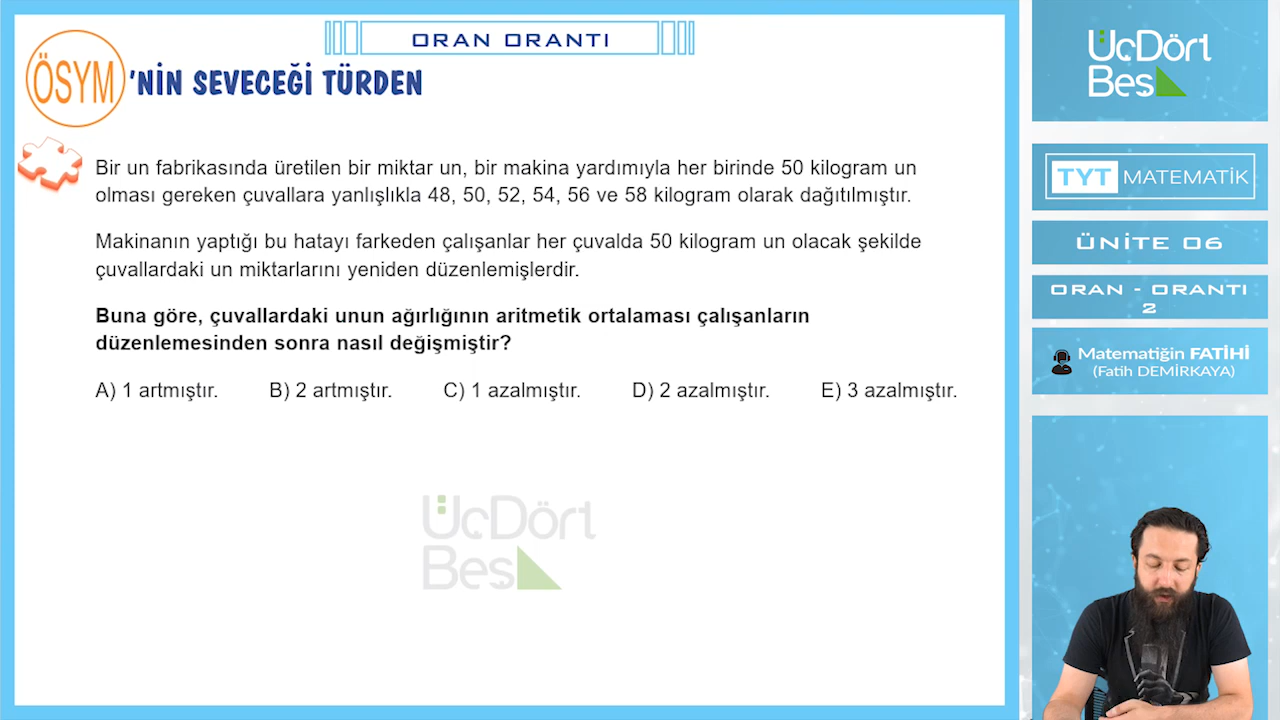 ORAN ORANTI
ÖSYM'NİN SEVECEĞİ TÜRDEN
Bir un fabrikasında üretilen bir miktar un, bir makina yardımıyla her birinde 50 kilogram un
olması gereken çuvallara yanlışlıkla 48, 50, 52, 54, 56 ve 58 kilogram olarak dağıtılmıştır.
Makinanın yaptığı bu hatayı farkeden çalışanlar her çuvalda 50 kilogram un olacak şekilde
çuvallardaki un miktarlarını yeniden düzenlemişlerdir.
Buna göre, çuvallardaki unun ağırlığının aritmetik ortalaması çalışanların
düzenlemesinden sonra nasıl değişmiştir?
A) 1 artmıştır. B) 2 artmıştır. C) 1 azalmıştır. D) 2 azalmıştır. E) 3 azalmıştır.
ÜçDört
Beş
ÜçDört
Beş
TYT MATEMATİK
ÜNİTE 06
ORAN - ORANTI
2
Matematiğin FATİHİ
(Fatih DEMİRKAYA)